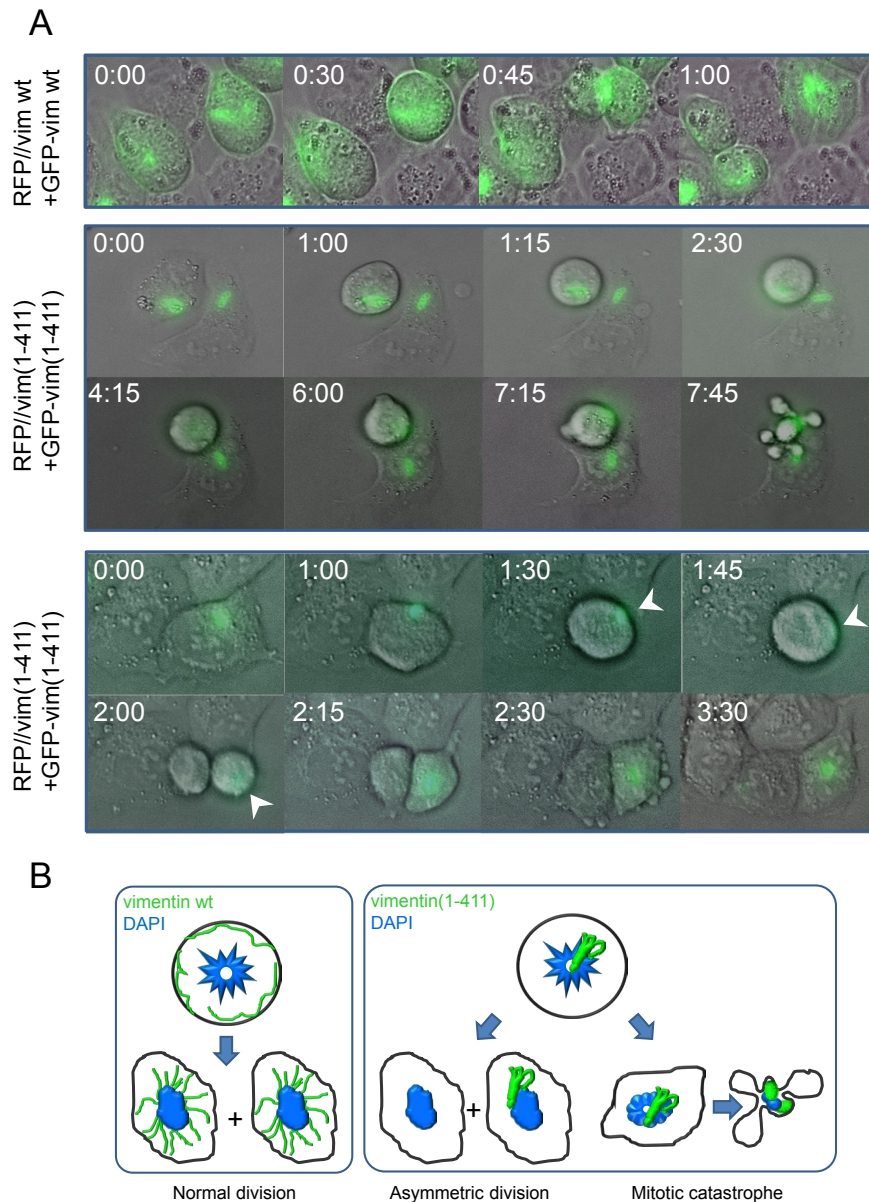 A
RFP//vim wt
+GFP-vim wt
0:00 0:30 0:45 1:00
RFP//vim(1-411)
+GFP-vim(1-411)
0:00 1:00 1:15 2:30
4:15 6:00 7:15 7:45
RFP//vim(1-411)
+GFP-vim(1-411)
0:00 1:00 1:30 1:45
2:00 2:15 2:30 3:30
B
vimentin wt
DAPI
+
Normal division
vimentin(1-411)
DAPI
+
Asymmetric division Mitotic catastrophe